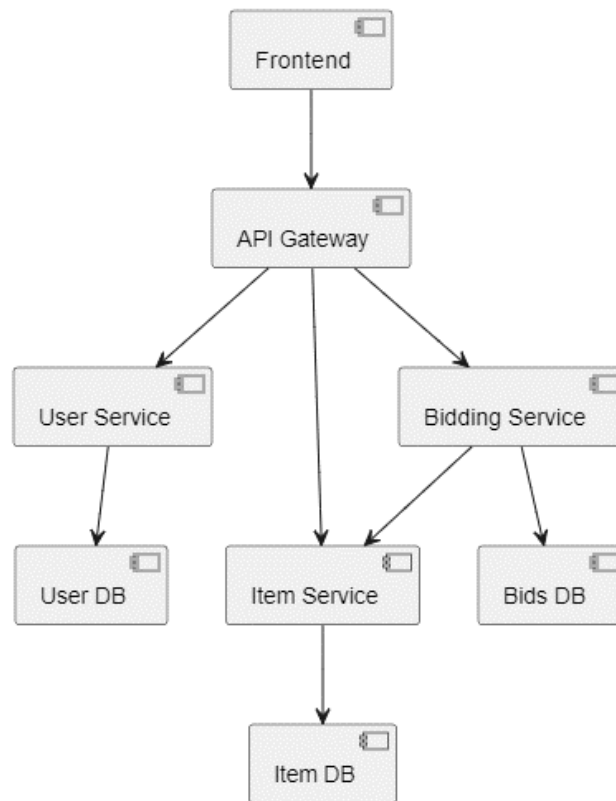 Frontend
API Gateway
User Service
Bidding Service
User DB
Item Service
Bids DB
Item DB